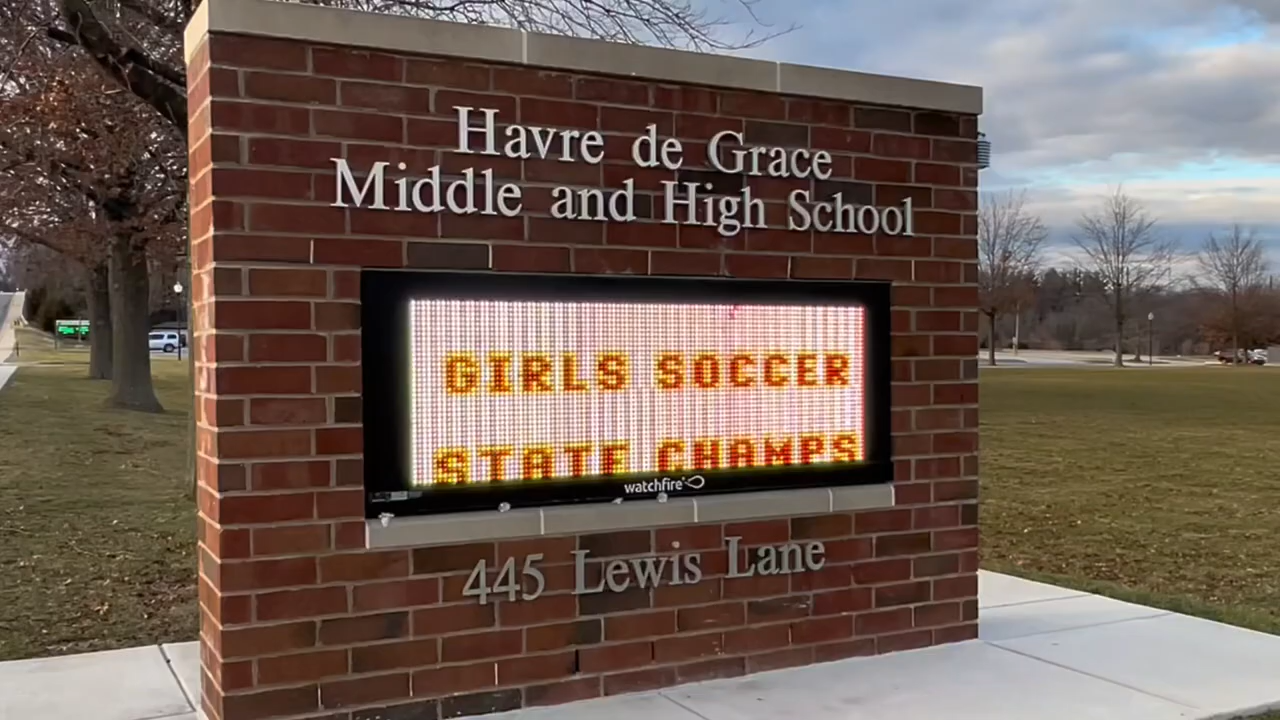 Havre de Grace
Middle and High School
GIRLS SOCCER
STATE CHAMPS
watchfire
445 Lewis Lane